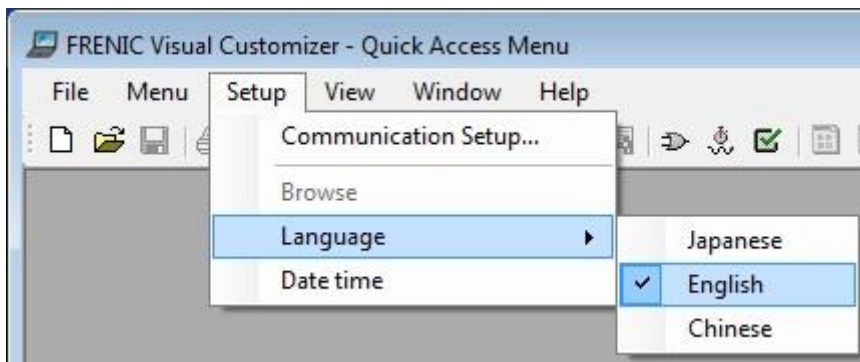 FRENIC Visual Customizer - Quick Access Menu
File Menu Setup View Window Help
Communication Setup...
Browse
Language
Date time
Japanese
English
Chinese